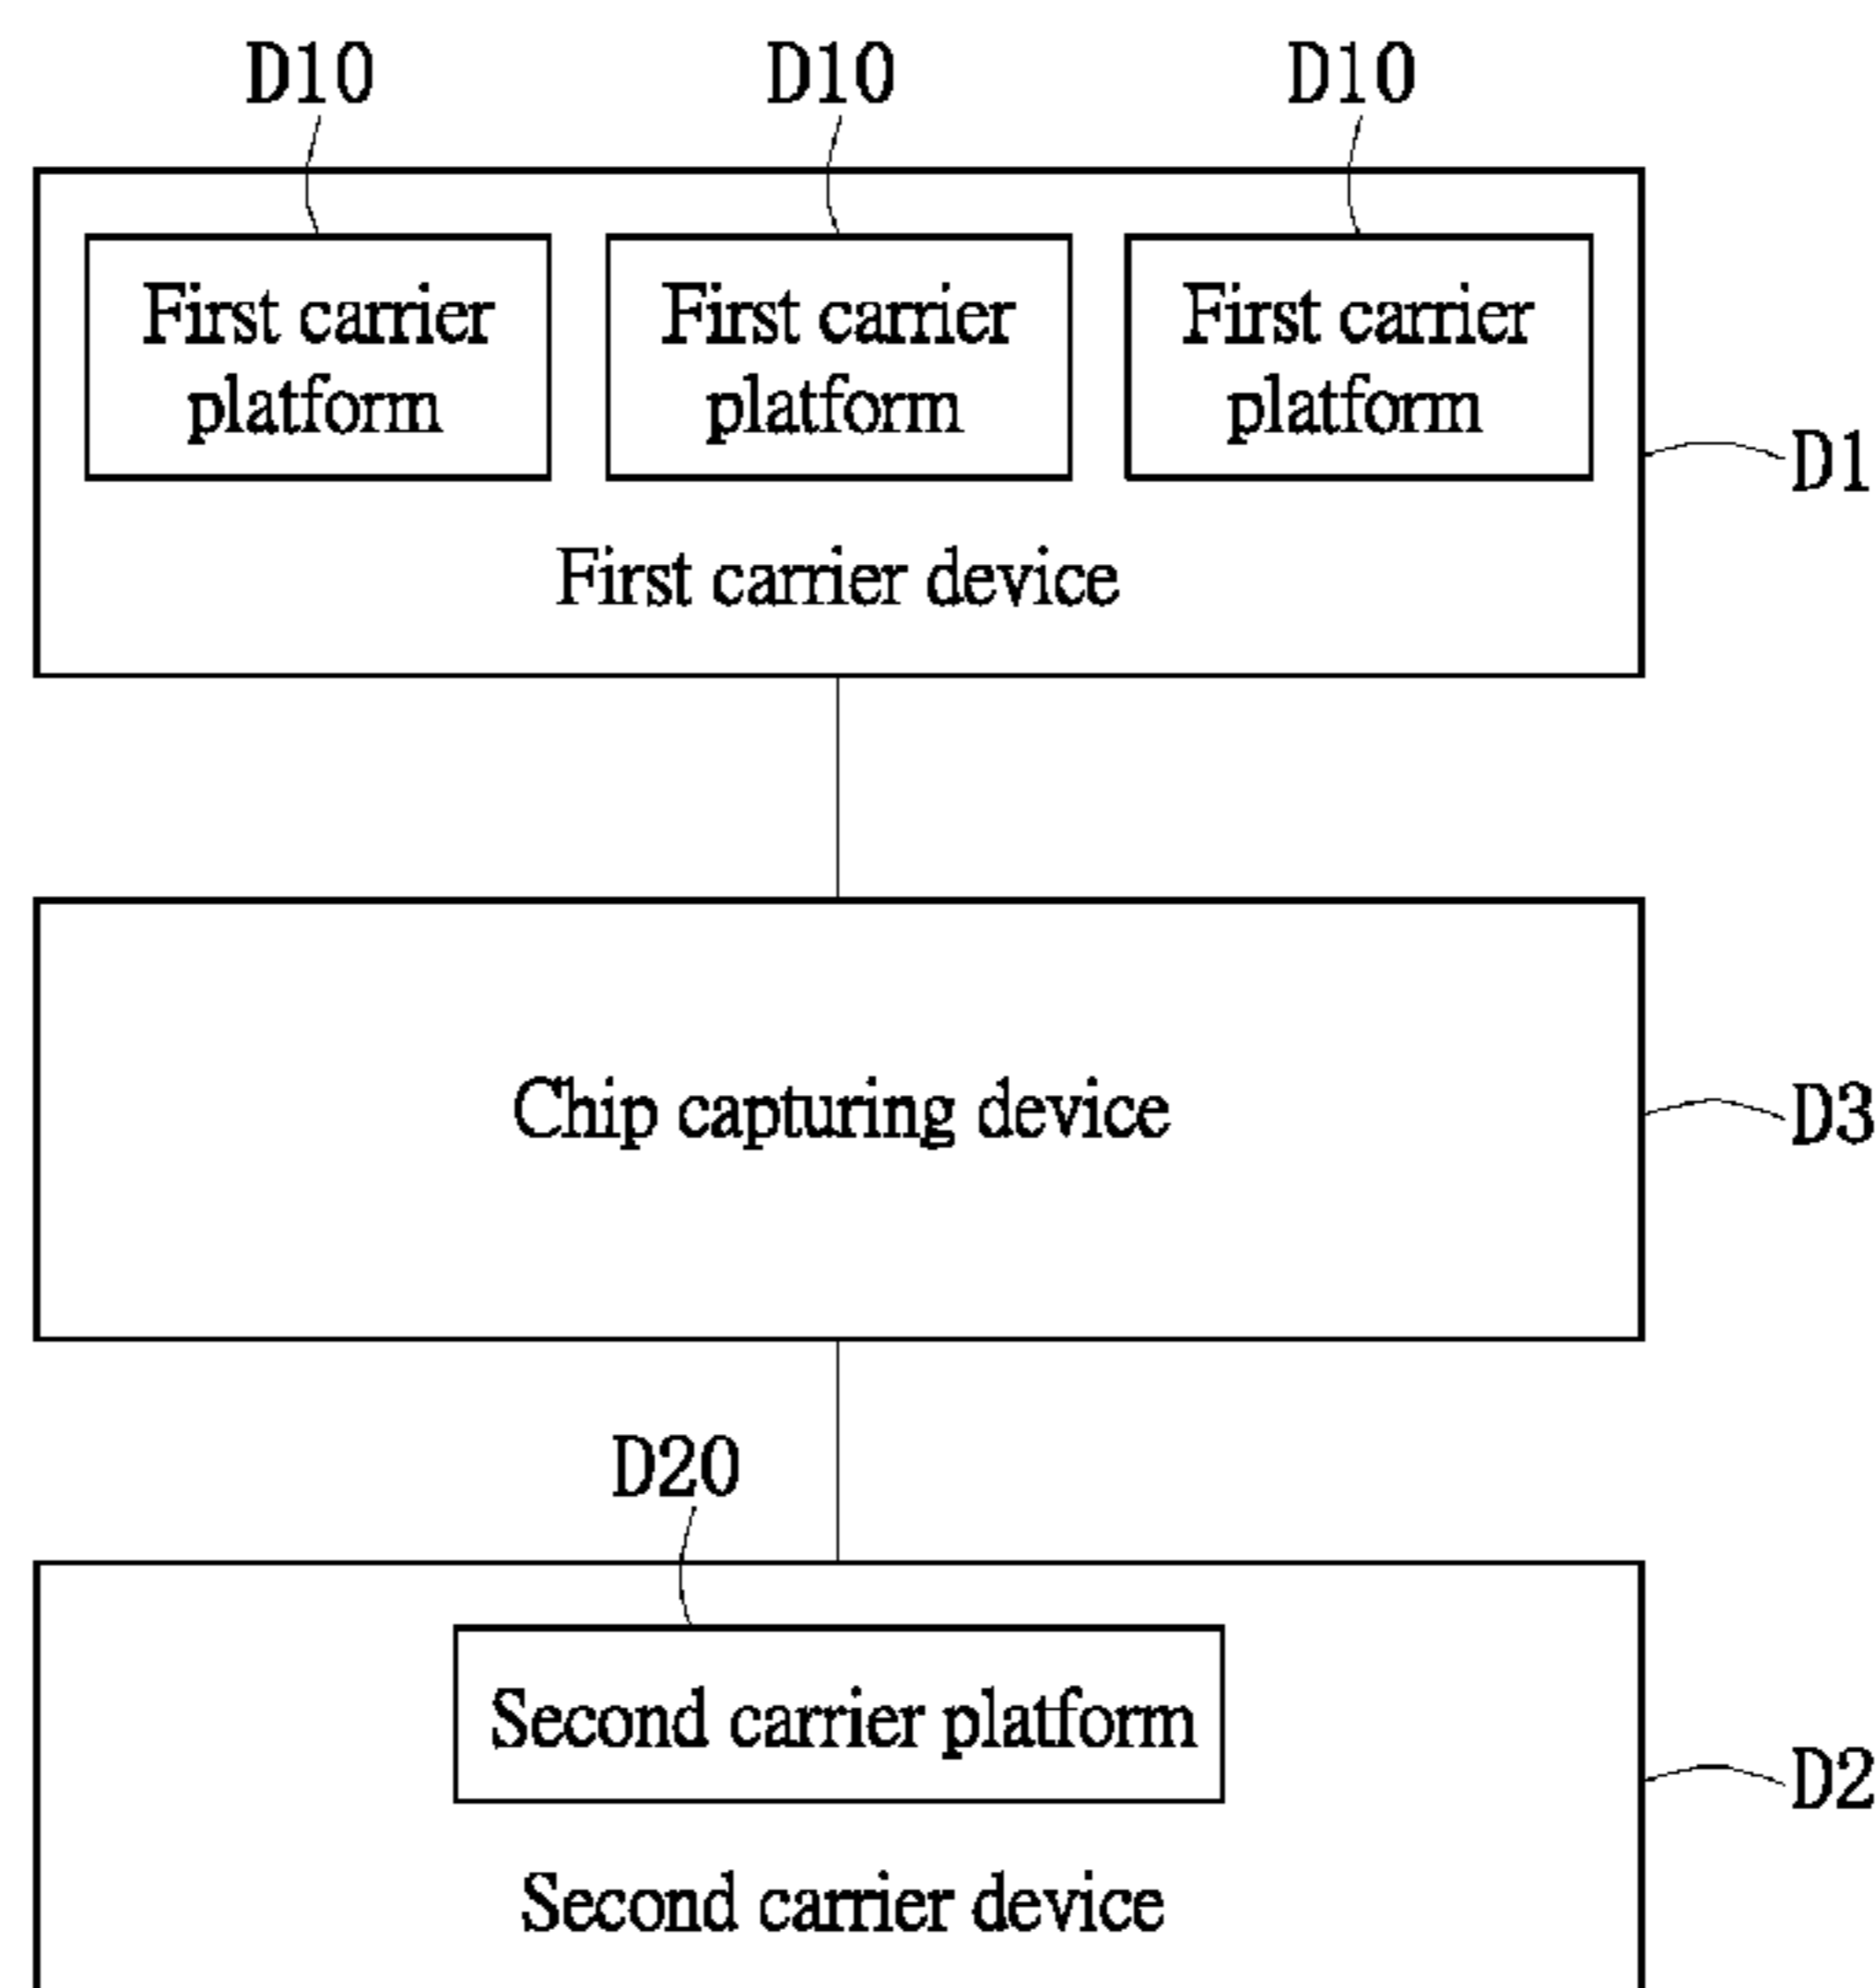 D10 D10 D10
First carrier First carrier First carrier
platform platform platform
D1
First carrier device
Chip capturing device
D3
D20
Second carrier platform
D2
Second carrier device